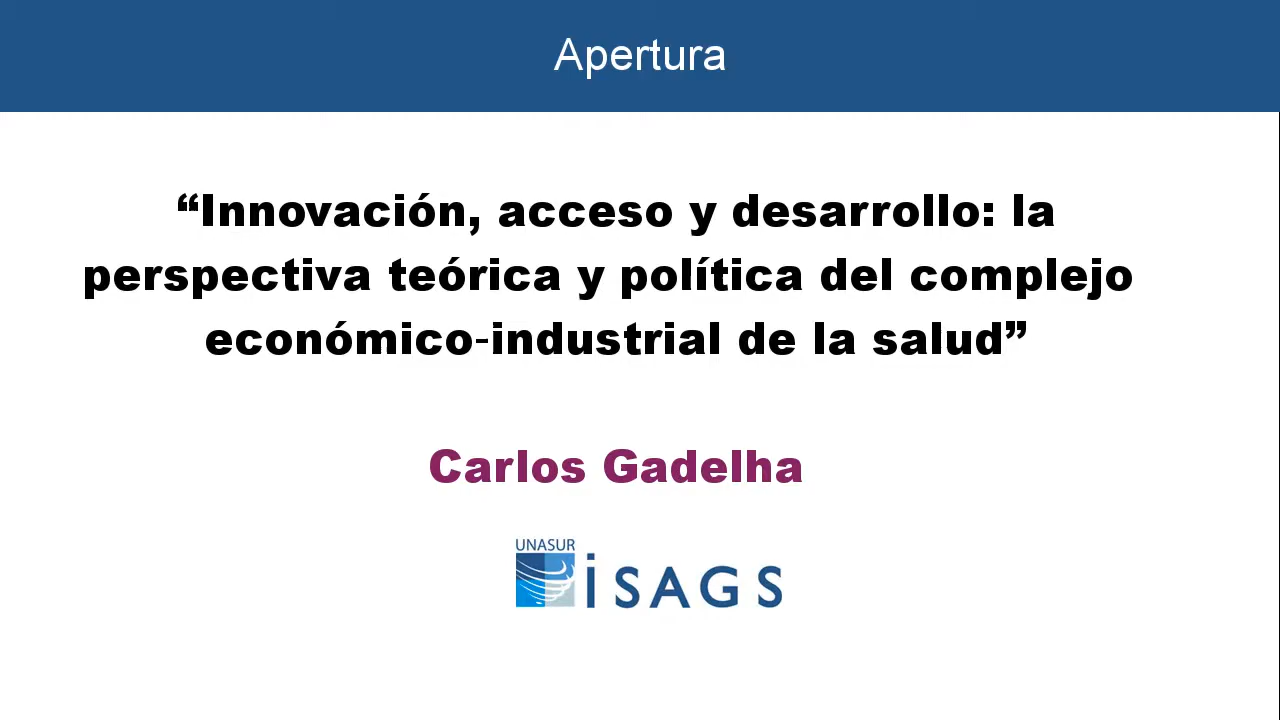 Apertura
“Innovación, acceso y desarrollo: la
perspectiva teórica y política del complejo
económico-industrial de la salud”
Carlos Gadelha
UNASUR
iSAGS